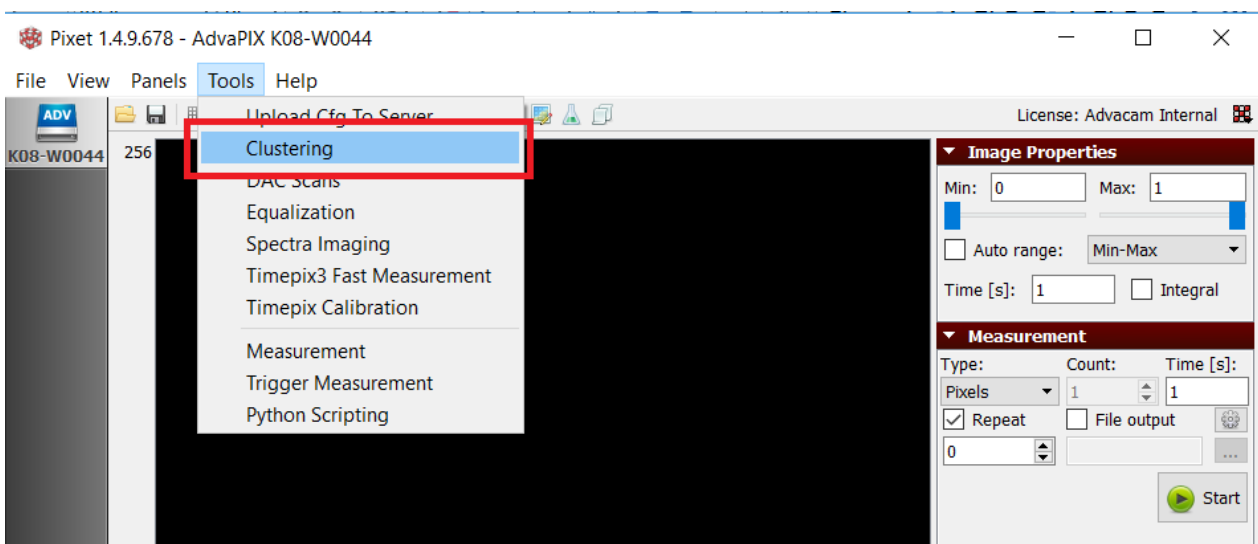 Pixet 1.4.9.678 - AdvaPIX K08-W0044
File View Panels Tools Help
ADV
K08-W0044
License: Advacam Internal
256
Upload Cfg To Server
Clustering
DAC Scans
Equalization
Spectra Imaging
Timepix3 Fast Measurement
Timepix Calibration
Measurement
Trigger Measurement
Python Scripting
Image Properties
Min: 0 Max: 1
Auto range: Min-Max
Time [s]: 1 Integral
Measurement
Type: Count: Time [s]:
Pixels 1 1
Repeat File output
0 ...
Start